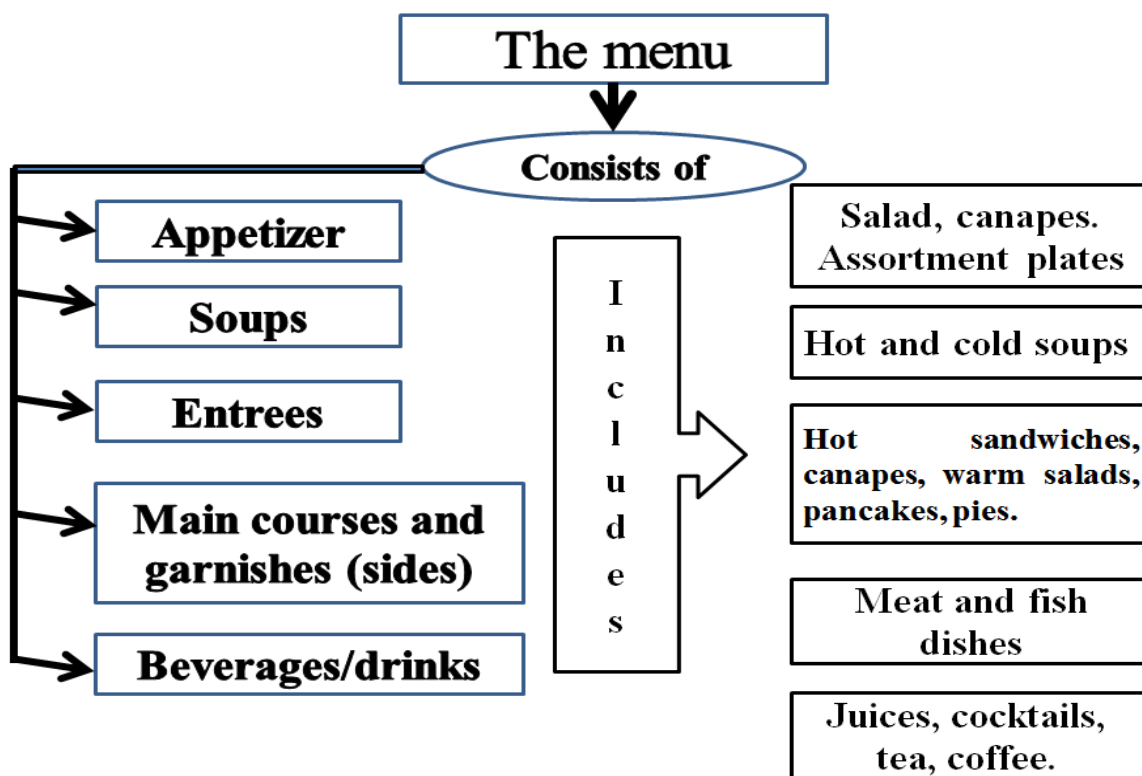 The menu
Consists of
Appetizer
Soups
Entrees
Main courses and
garnishes (sides)
Beverages/drinks
Includes
Salad, canapes.
Assortment plates
Hot and cold soups
Hot sandwiches,
canapes, warm salads,
pancakes, pies.
Meat and fish
dishes
Juices, cocktails,
tea, coffee.